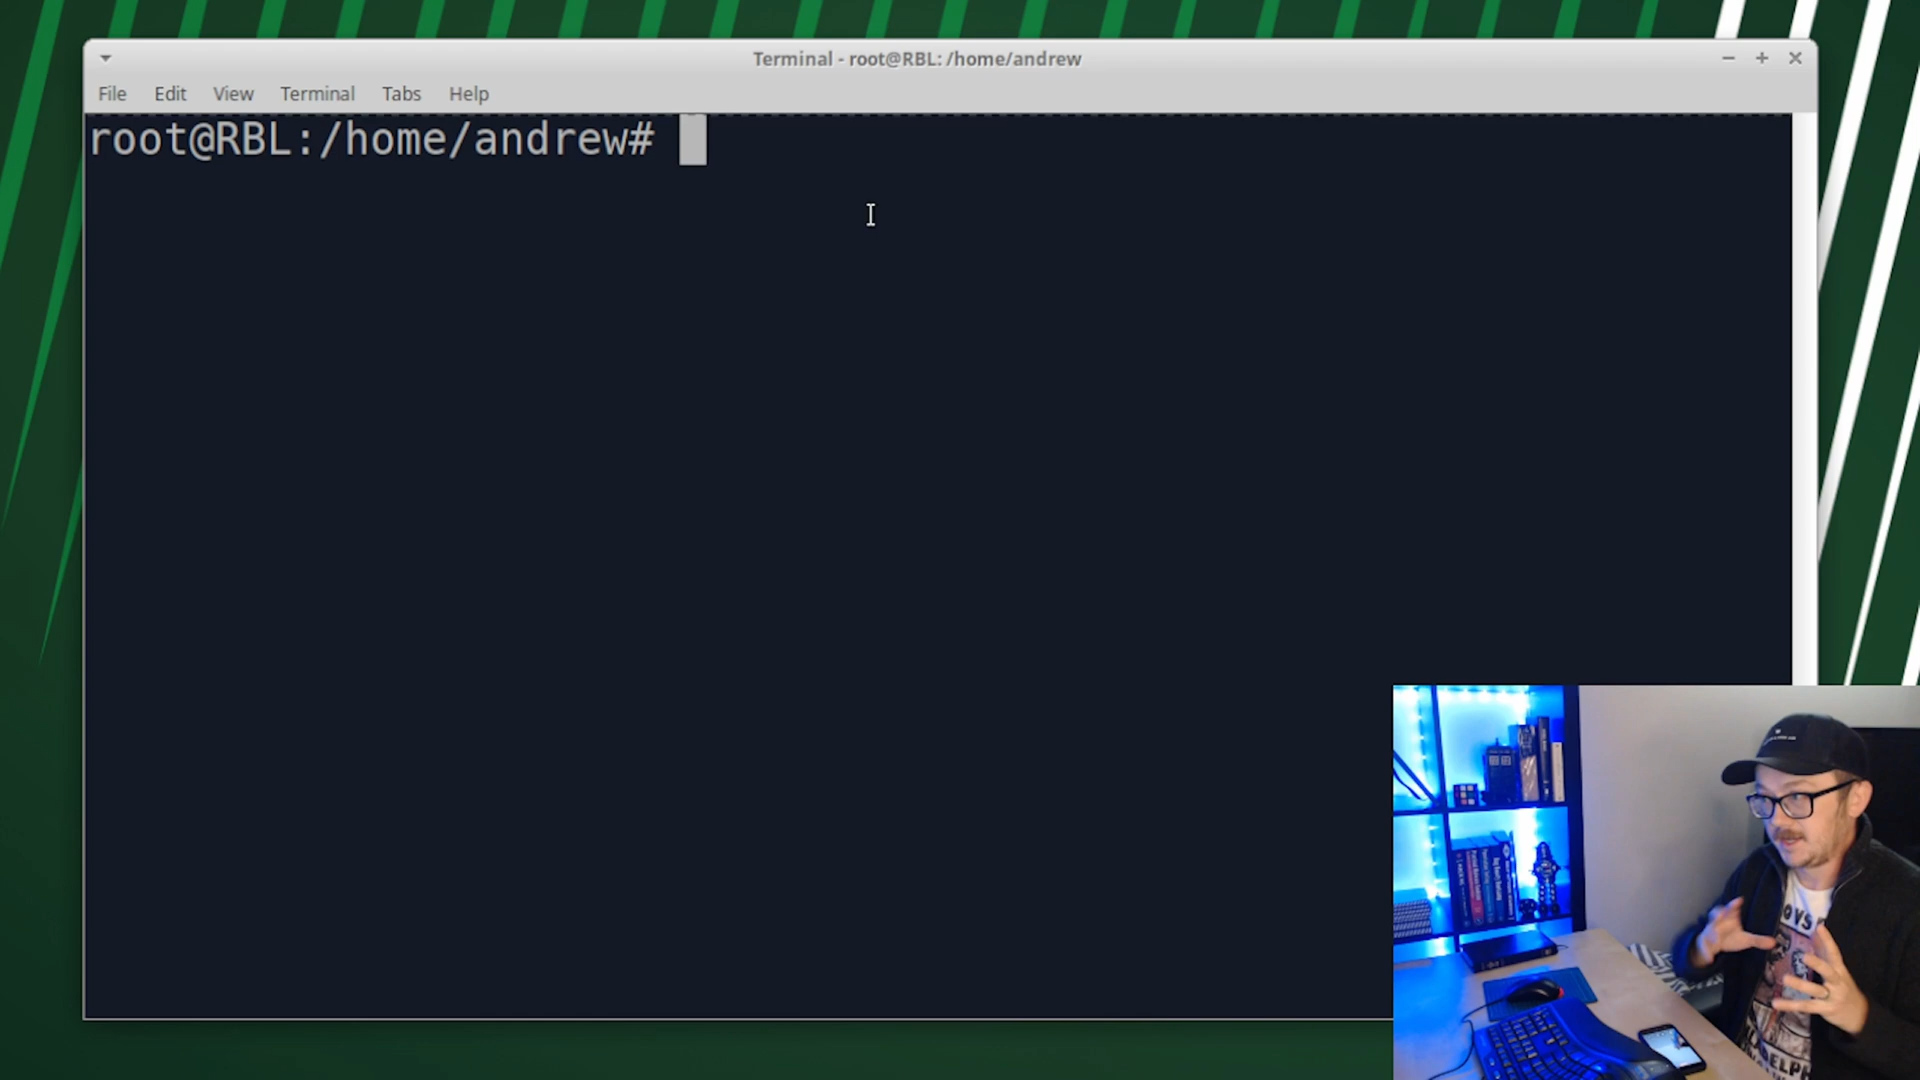 Terminal - root@RBL: /home/andrew
File Edit View Terminal Tabs Help
root@RBL:/home/andrew#